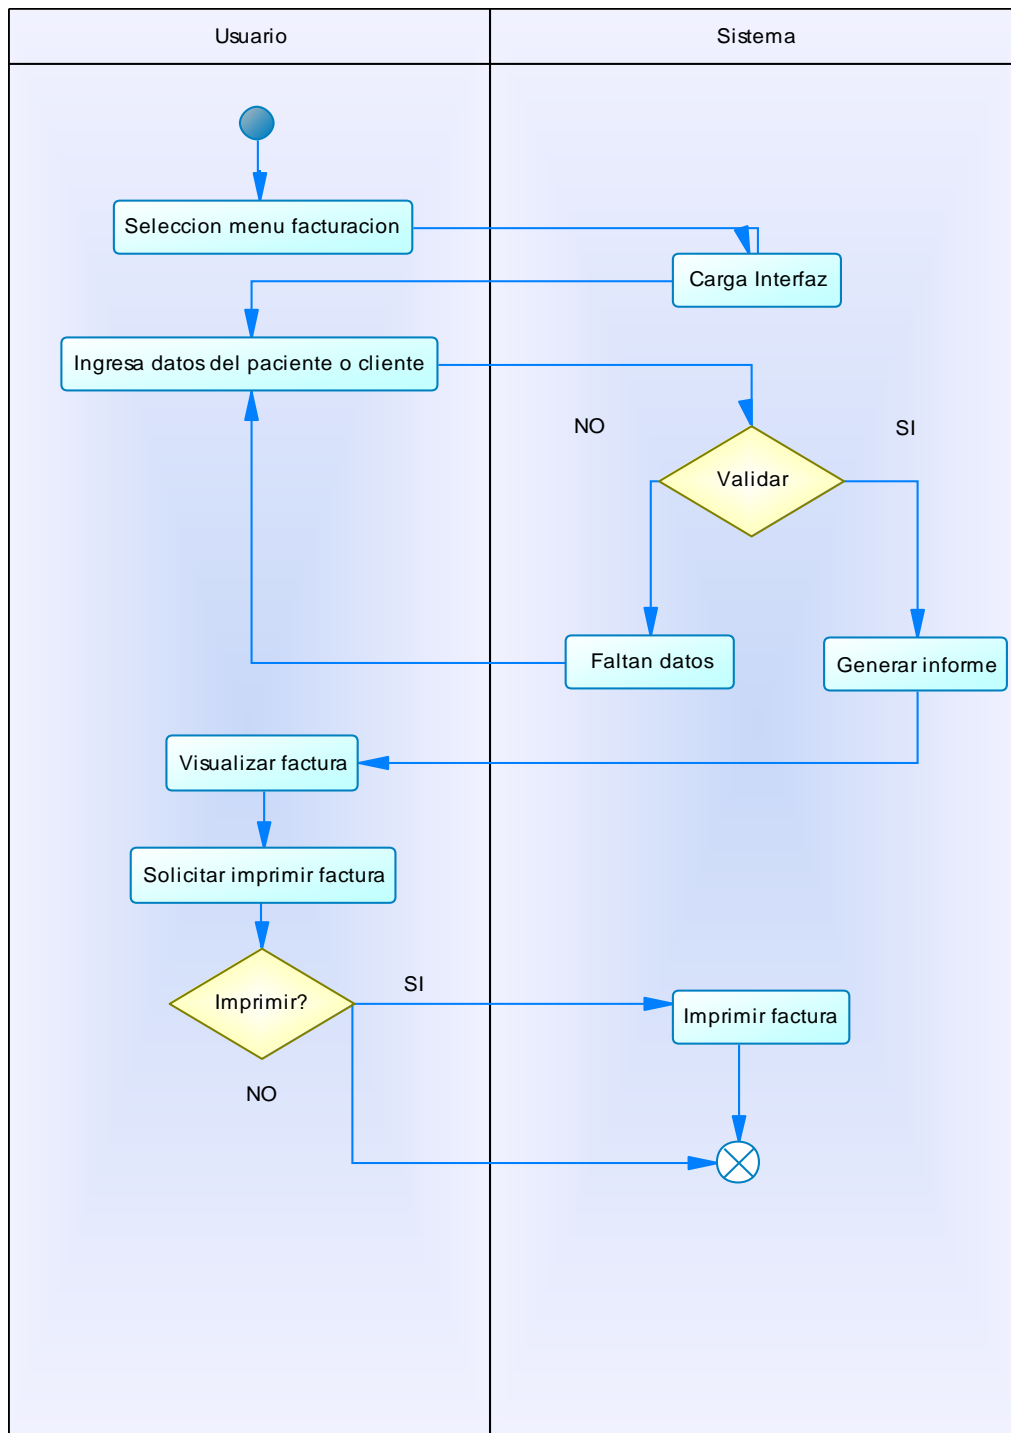 Usuario
Sistema
Seleccion menu facturacion
Carga Interfaz
Ingresa datos del paciente o cliente
NO
SI
Validar
Faltan datos
Generar informe
Visualizar factura
Solicitar imprimir factura
SI
Imprimir?
Imprimir factura
NO